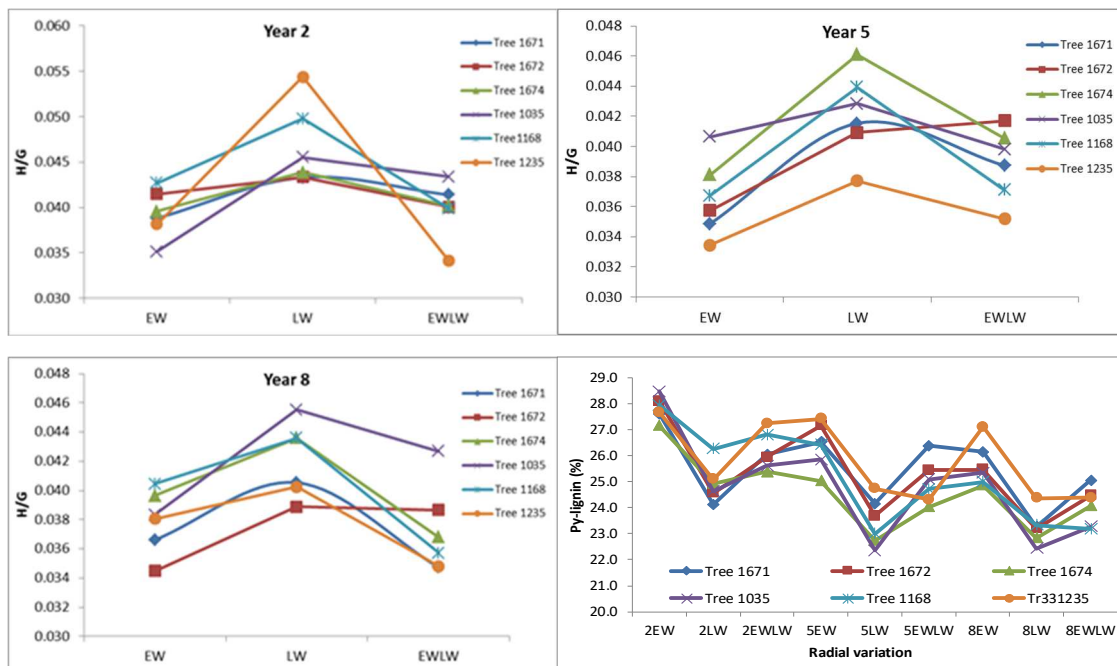 Year 2
H/G
0.060
0.055
0.050
0.045
0.040
0.035
0.030
EW LW EWLW
Tree 1671
Tree 1672
Tree 1674
Tree 1035
Tree1168
Tree 1235
Year 5
H/G
0.048
0.046
0.044
0.042
0.040
0.038
0.036
0.034
0.032
0.030
EW LW EWLW
Tree 1671
Tree 1672
Tree 1674
Tree 1035
Tree 1168
Tree 1235
Year 8
H/G
0.048
0.046
0.044
0.042
0.040
0.038
0.036
0.034
0.032
0.030
EW LW EWLW
Tree 1671
Tree 1672
Tree 1674
Tree 1035
Tree 1168
Tree 1235
Py-lignin (%)
29.0
28.0
27.0
26.0
25.0
24.0
23.0
22.0
21.0
20.0
Tree 1671 Tree 1672 Tree 1674
Tree 1035 Tree 1168 Tr331235
2EW 2LW 2EWLW 5EW 5LW 5EWLW 8EW 8LW 8EWLW
Radial variation